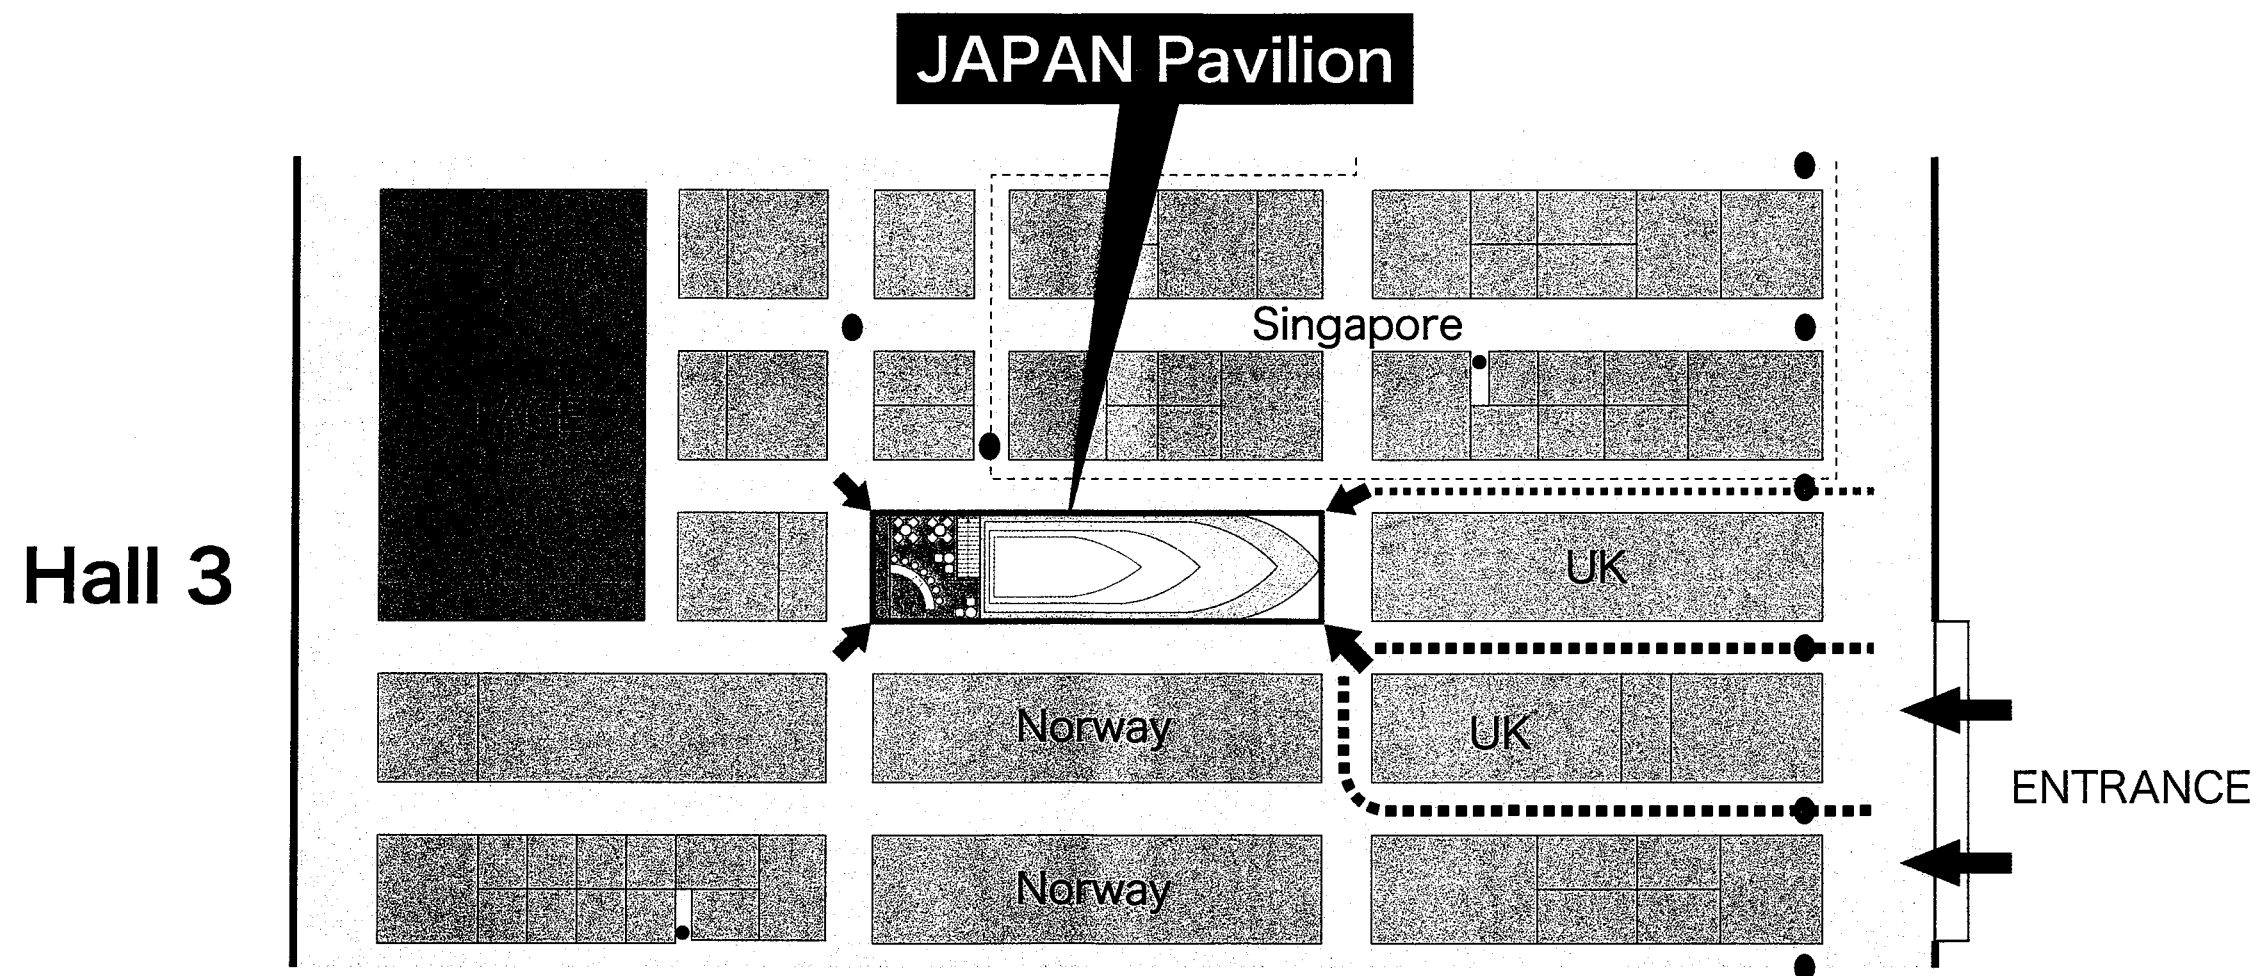 JAPAN Pavilion
Singapore
Hall 3
UK
Norway
UK
ENTRANCE
Norway